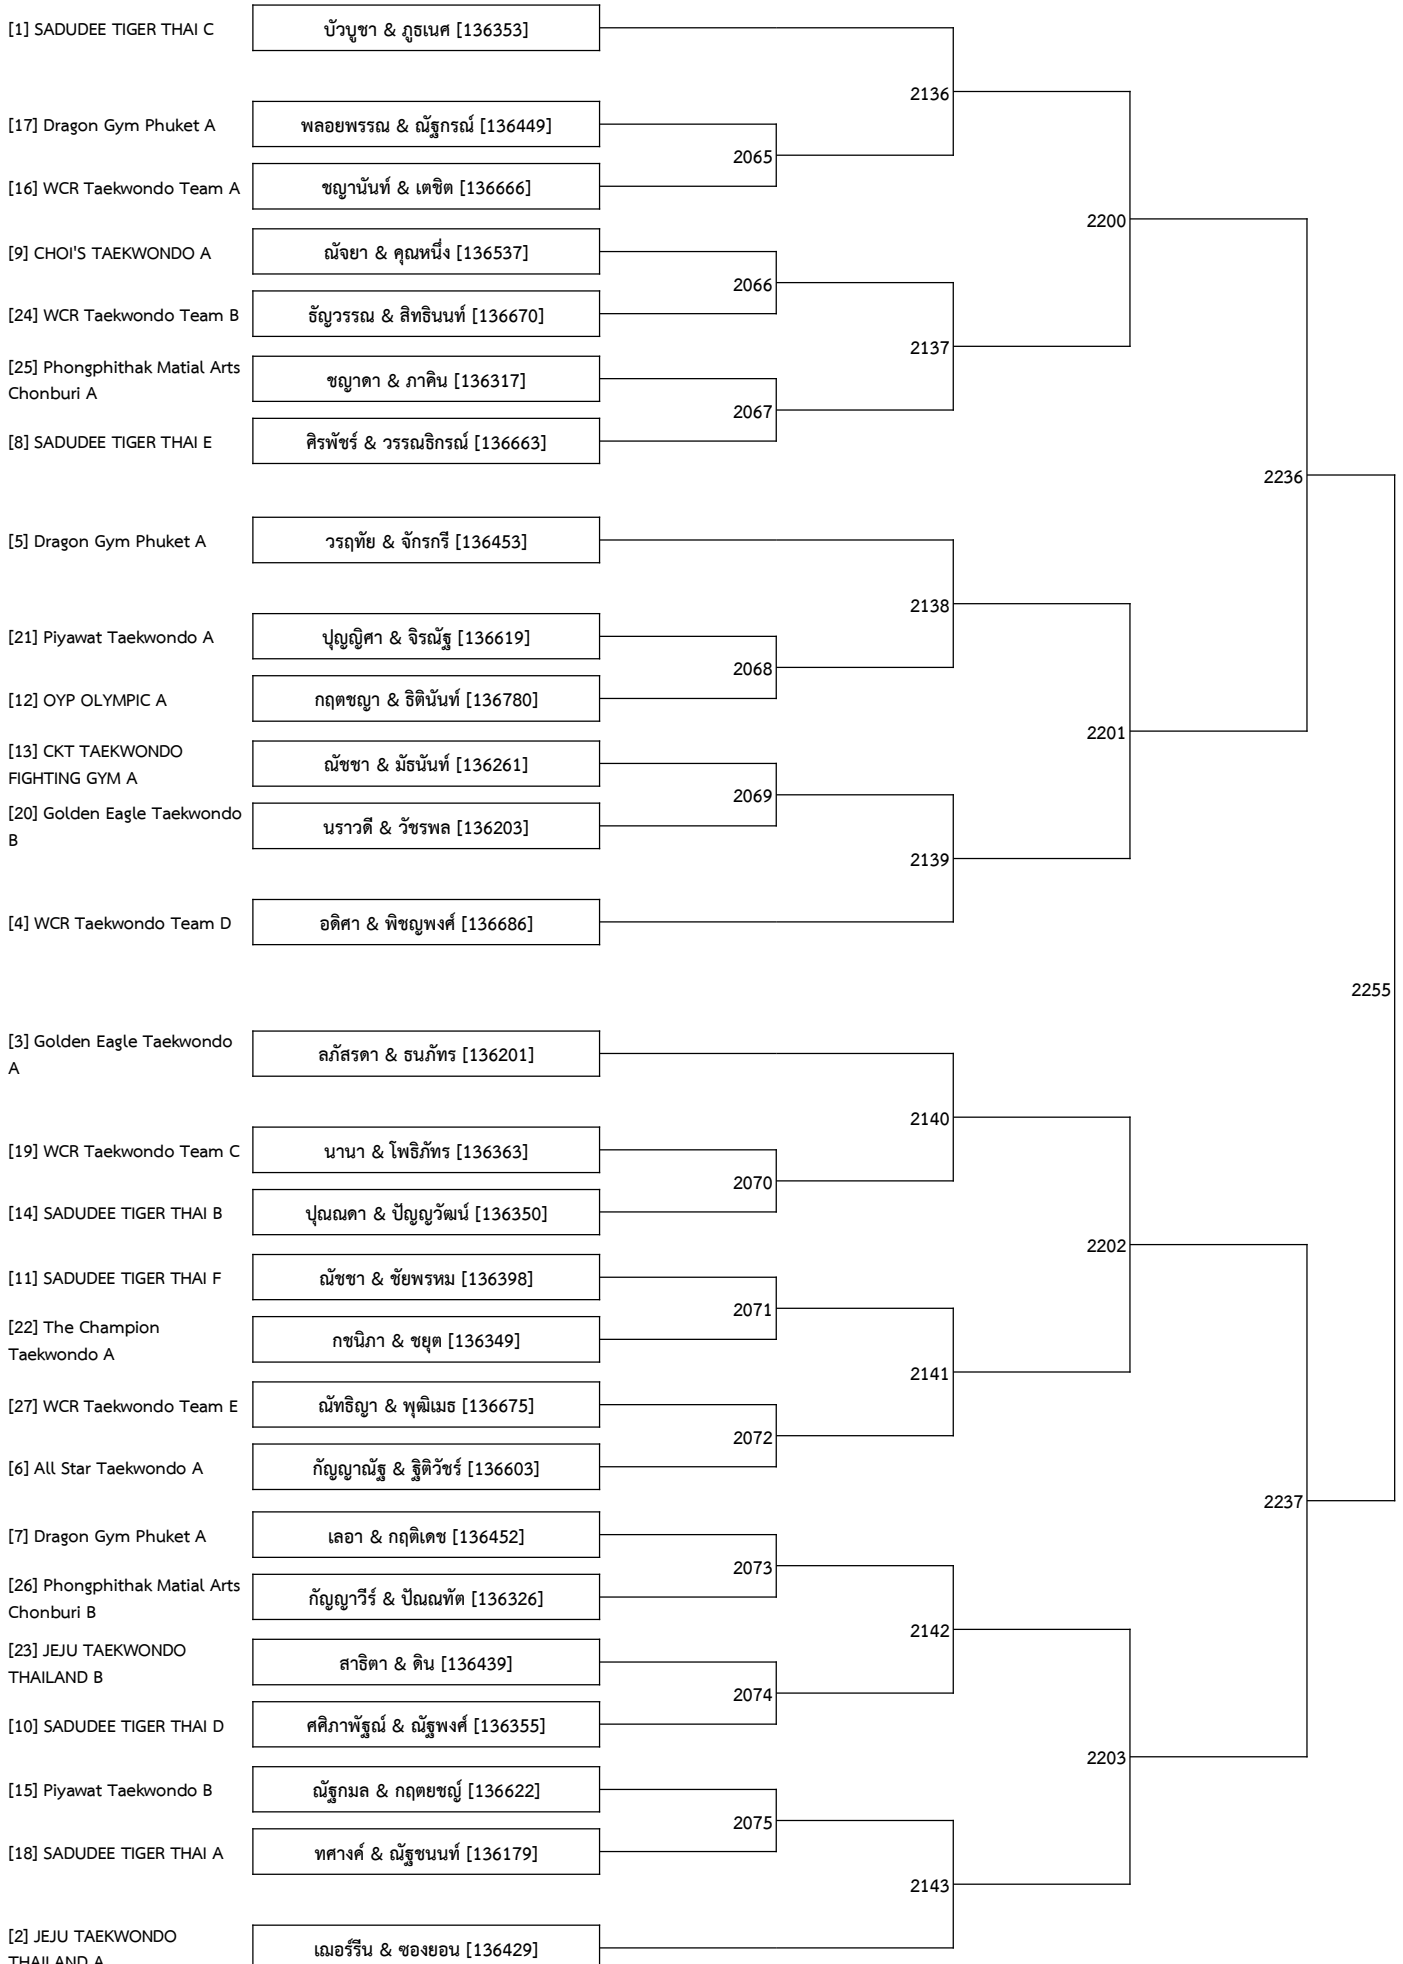 [1] SADUDEE TIGER THAI C
บัวบูชา & ภูธเนศ [136353]
2136
[17] Dragon Gym Phuket A
พลอยพรรณ & ณัฐกรณ์ [136449]
2065
[16] WCR Taekwondo Team A
ชญานันท์ & เตชิต [136666]
2200
[9] CHOI'S TAEKWONDO A
ณัจยา & คุณหนึ่ง [136537]
2066
[24] WCR Taekwondo Team B
ธัญวรรณ & สิทธินนท์ [136670]
2137
[25] Phongphithak Matial Arts
Chonburi A
ชญาดา & ภาคิน [136317]
2067
[8] SADUDEE TIGER THAI E
ศิรพัชร์ & วรรณธิกรณ์ [136663]
2236
[5] Dragon Gym Phuket A
วรฤทัย & จักรกรี [136453]
2138
[21] Piyawat Taekwondo A
ปุญญิศา & จิรณัฐ [136619]
2068
[12] OYP OLYMPIC A
กฤตชญา & ธิตินันท์ [136780]
2201
[13] CKT TAEKWONDO
FIGHTING GYM A
ณัชชา & มัธนันท์ [136261]
2069
[20] Golden Eagle Taekwondo
B
นราวดี & วัชรพล [136203]
2139
[4] WCR Taekwondo Team D
อดิศา & พิชญพงศ์ [136686]
2255
[3] Golden Eagle Taekwondo
A
ลภัสรดา & ธนภัทร [136201]
2140
[19] WCR Taekwondo Team C
นานา & โพธิภัทร [136363]
2070
[14] SADUDEE TIGER THAI B
ปุณณดา & ปัญญวัฒน์ [136350]
2202
[11] SADUDEE TIGER THAI F
ณัชชา & ชัยพรหม [136398]
2071
[22] The Champion
Taekwondo A
กชนิภา & ชยุต [136349]
2141
[27] WCR Taekwondo Team E
ณัทธิญา & พุฒิเมธ [136675]
2072
[6] All Star Taekwondo A
กัญญาณัฐ & ฐิติวัชร์ [136603]
2237
[7] Dragon Gym Phuket A
เลอา & กฤติเดช [136452]
2073
[26] Phongphithak Matial Arts
Chonburi B
กัญญาวีร์ & ปัณณทัต [136326]
2142
[23] JEJU TAEKWONDO
THAILAND B
สาธิตา & ดิน [136439]
2074
[10] SADUDEE TIGER THAI D
ศศิภาพัฐณ์ & ณัฐพงศ์ [136355]
2203
[15] Piyawat Taekwondo B
ณัฐกมล & กฤตยชญ์ [136622]
2075
[18] SADUDEE TIGER THAI A
ทศางค์ & ณัฐชนนท์ [136179]
2143
[2] JEJU TAEKWONDO
THAILAND A
เฌอร์รีน & ซองยอน [136429]